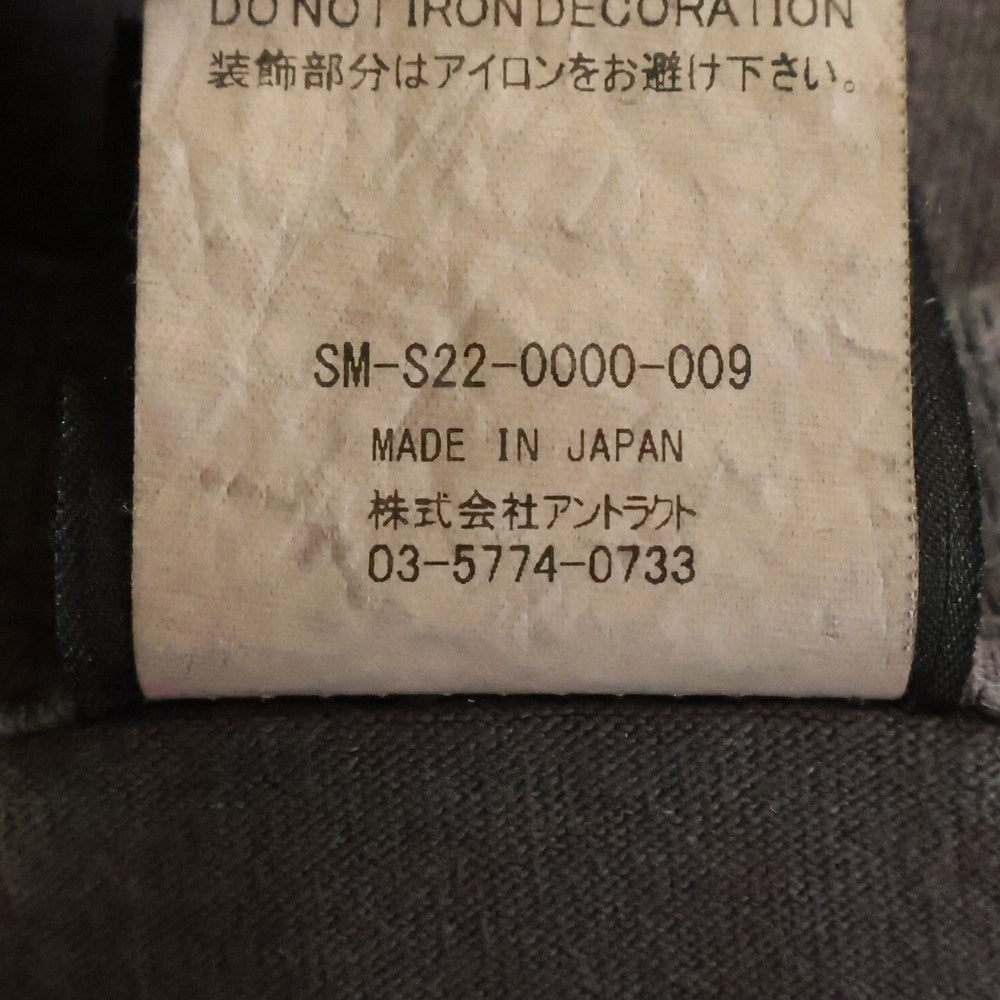 DO NOT IRON DECORATION
装飾部分はアイロンをお避け下さい。
SM-S22-0000-009
MADE IN JAPAN
株式会社アントラクト
03-5774-0733